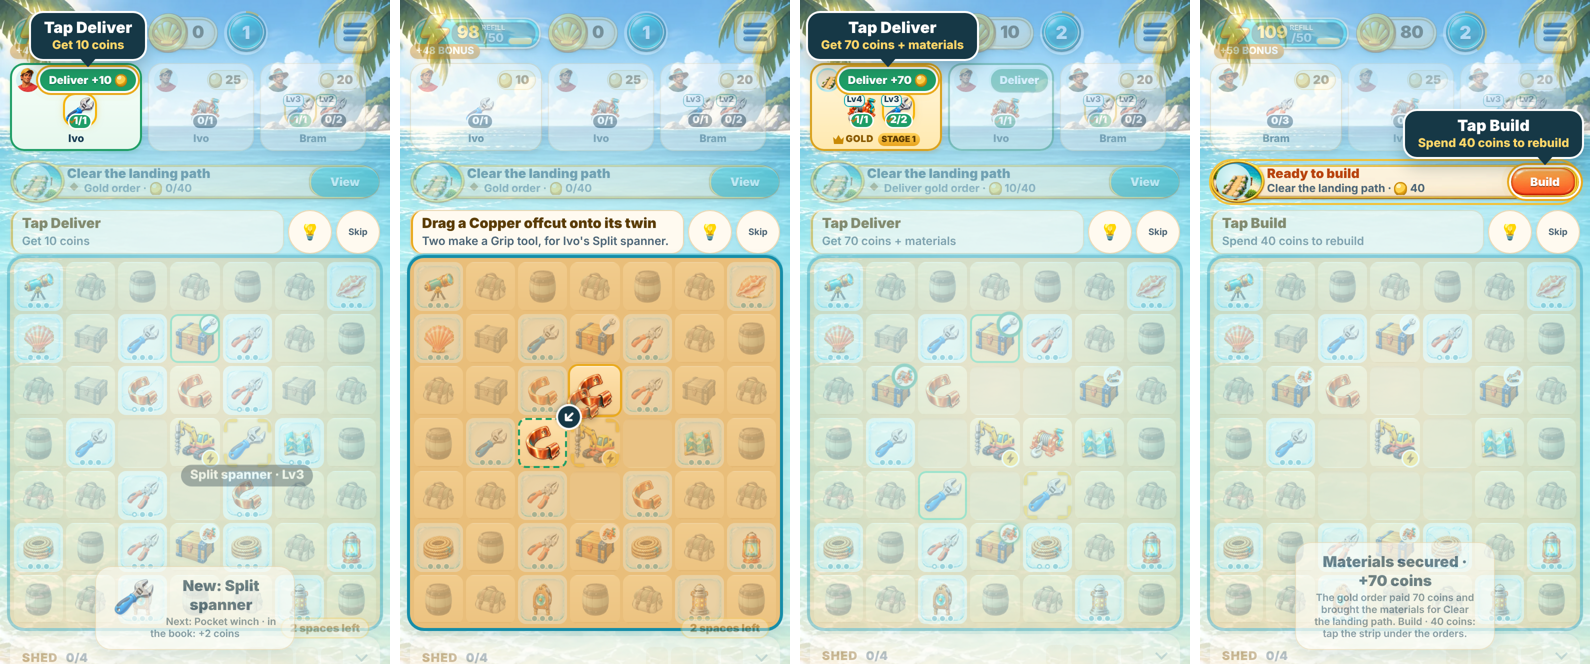 Tap Deliver
Get 10 coins
0
1
Deliver +10
25
20
1/1
0/1
Lv3
Lv2
1/1
0/2
Ivo
Ivo
Bram
Clear the landing path
Gold order · 0/40
View
Tap Deliver
Get 10 coins
Skip
Split spanner · Lv3
New: Split
spanner
Next: Pocket winch · in
the book: +2 coins
2 spaces left
SHED 0/4
98
REFILL
/50
+48 BONUS
0
1
10
25
20
0/1
0/1
Lv3
Lv2
1/1
0/2
Ivo
Ivo
Bram
Clear the landing path
Gold order · 0/40
View
Drag a Copper offcut onto its twin
Two make a Grip tool, for Ivo's Split spanner.
Skip
2 spaces left
SHED 0/4
Tap Deliver
Get 70 coins + materials
10
2
Deliver +70
Deliver
20
Lv4
Lv3
1/1
2/2
1/1
Lv3
Lv2
1/1
0/2
GOLD STAGE 1
Ivo
Bram
Clear the landing path
Deliver gold order · 10/40
View
Tap Deliver
Get 70 coins + materials
Skip
SHED 0/4
109
REFILL
/50
+59 BONUS
80
2
20
25
20
0/3
Bram
Tap Build
Spend 40 coins to rebuild
Ready to build
Clear the landing path · 40
Build
Tap Build
Spend 40 coins to rebuild
Skip
Materials secured ·
+70 coins
The gold order paid 70 coins and
brought the materials for Clear
the landing path. Build · 40 coins:
tap the strip under the orders.
SHED 0/4